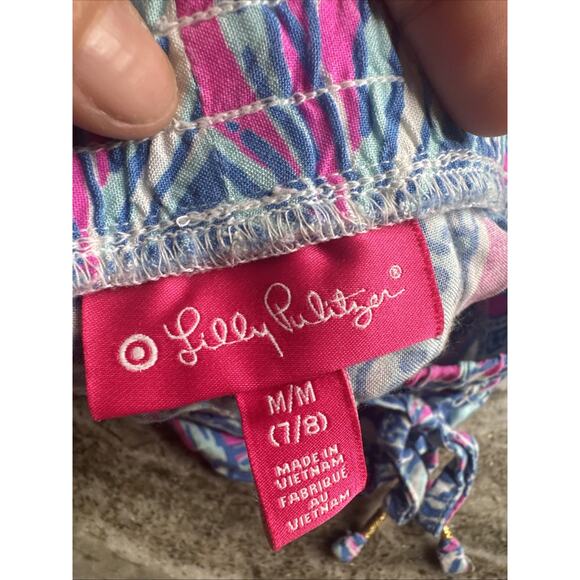 Lilly Pulitzer®
M/M
(7/8)
MADE IN
VIETNAM
FABRIQUÉ
AU
VIETNAM